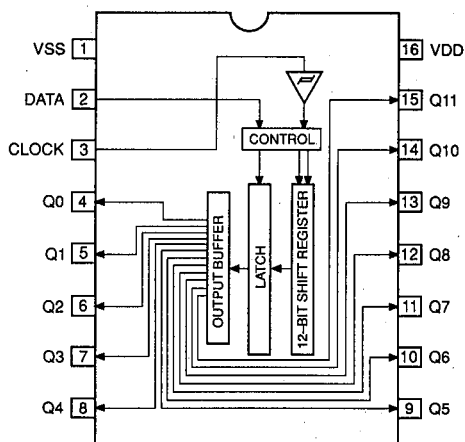 VSS 1
16 VDD
DATA 2
15 Q11
CONTROL
CLOCK 3
14 Q10
Q0 4
13 Q9
OUTPUT BUFFER
LATCH
12-BIT SHIFT REGISTER
Q1 5
12 Q8
Q2 6
11 Q7
Q3 7
10 Q6
Q4 8
9 Q5